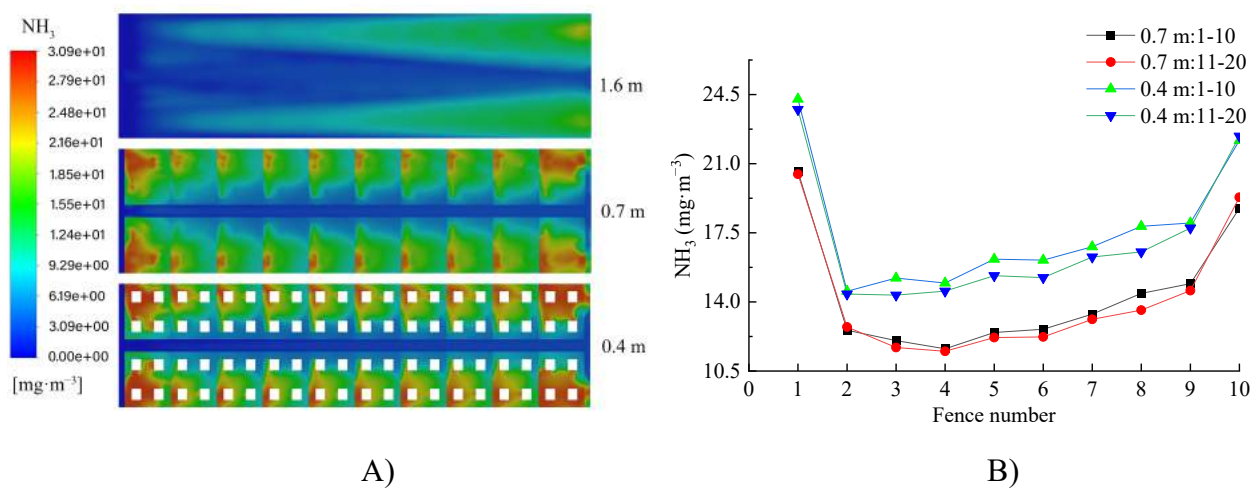 NH₃
3.09e+01
2.79e+01
2.48e+01
2.16e+01
1.85e+01
1.55e+01
1.24e+01
9.29e+00
6.19e+00
3.09e+00
0.00e+00
[mg·m⁻³]
1.6 m
0.7 m
0.4 m
A)
NH₃ (mg·m⁻³)
24.5
21.0
17.5
14.0
10.5
0 1 2 3 4 5 6 7 8 9 10
Fence number
0.7 m:1-10
0.7 m:11-20
0.4 m:1-10
0.4 m:11-20
B)